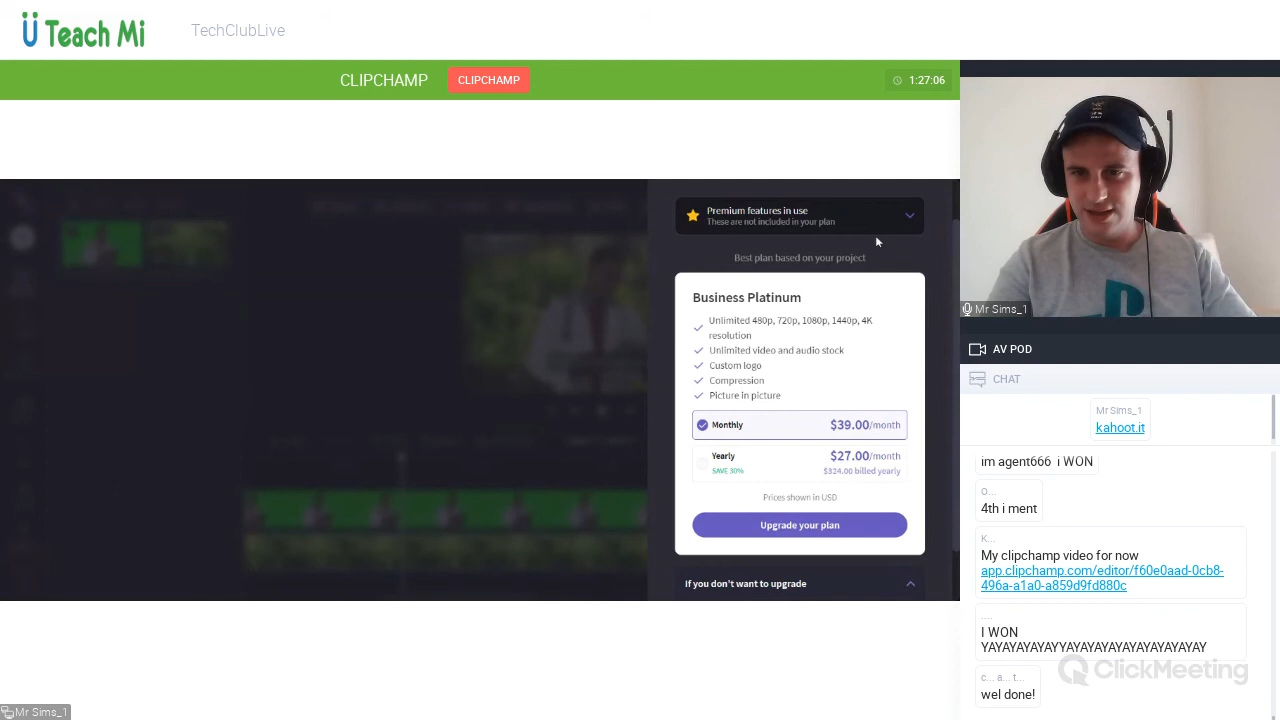 Ü Teach Mi
TechClubLive
CLIPCHAMP
CLIPCHAMP
1:27:06
Premium features in use
These are not included in your plan
Best plan based on your project
Business Platinum
Unlimited 480p, 720p, 1080p, 1440p, 4K
resolution
Unlimited video and audio stock
Custom logo
Compression
Picture in picture
Monthly
$39.00/month
Yearly
$27.00/month
SAVE 30%
$324.00 billed yearly
Prices shown in USD
Upgrade your plan
If you don't want to upgrade
Mr Sims_1
Mr Sims_1
AV POD
CHAT
Mr Sims_1
kahoot.it
im agent666 i WON
O...
4th i ment
K...
My clipchamp video for now
app.clipchamp.com/editor/f60e0aad-0cb8-
496a-a1a0-a859d9fd880c
....
I WON
YAYAYAYAYAYYAYAYAYAYAYAYAYAYAYAY
ClickMeeting
c... a... t...
wel done!